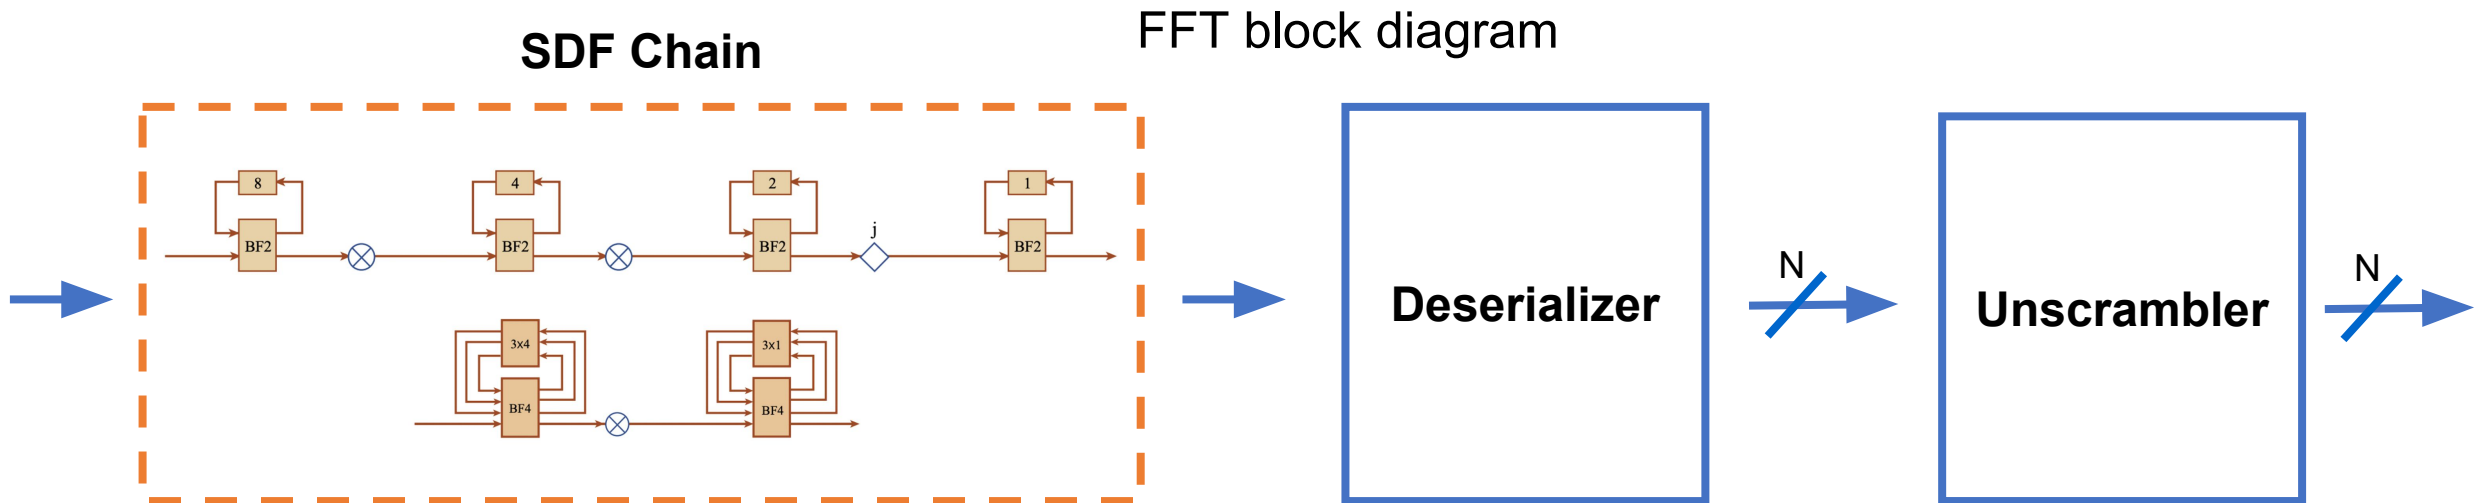 FFT block diagram
SDF Chain
8
4
2
1
BF2
BF2
BF2
j
BF2
3x4
3x1
BF4
BF4
Deserializer
N
Unscrambler
N